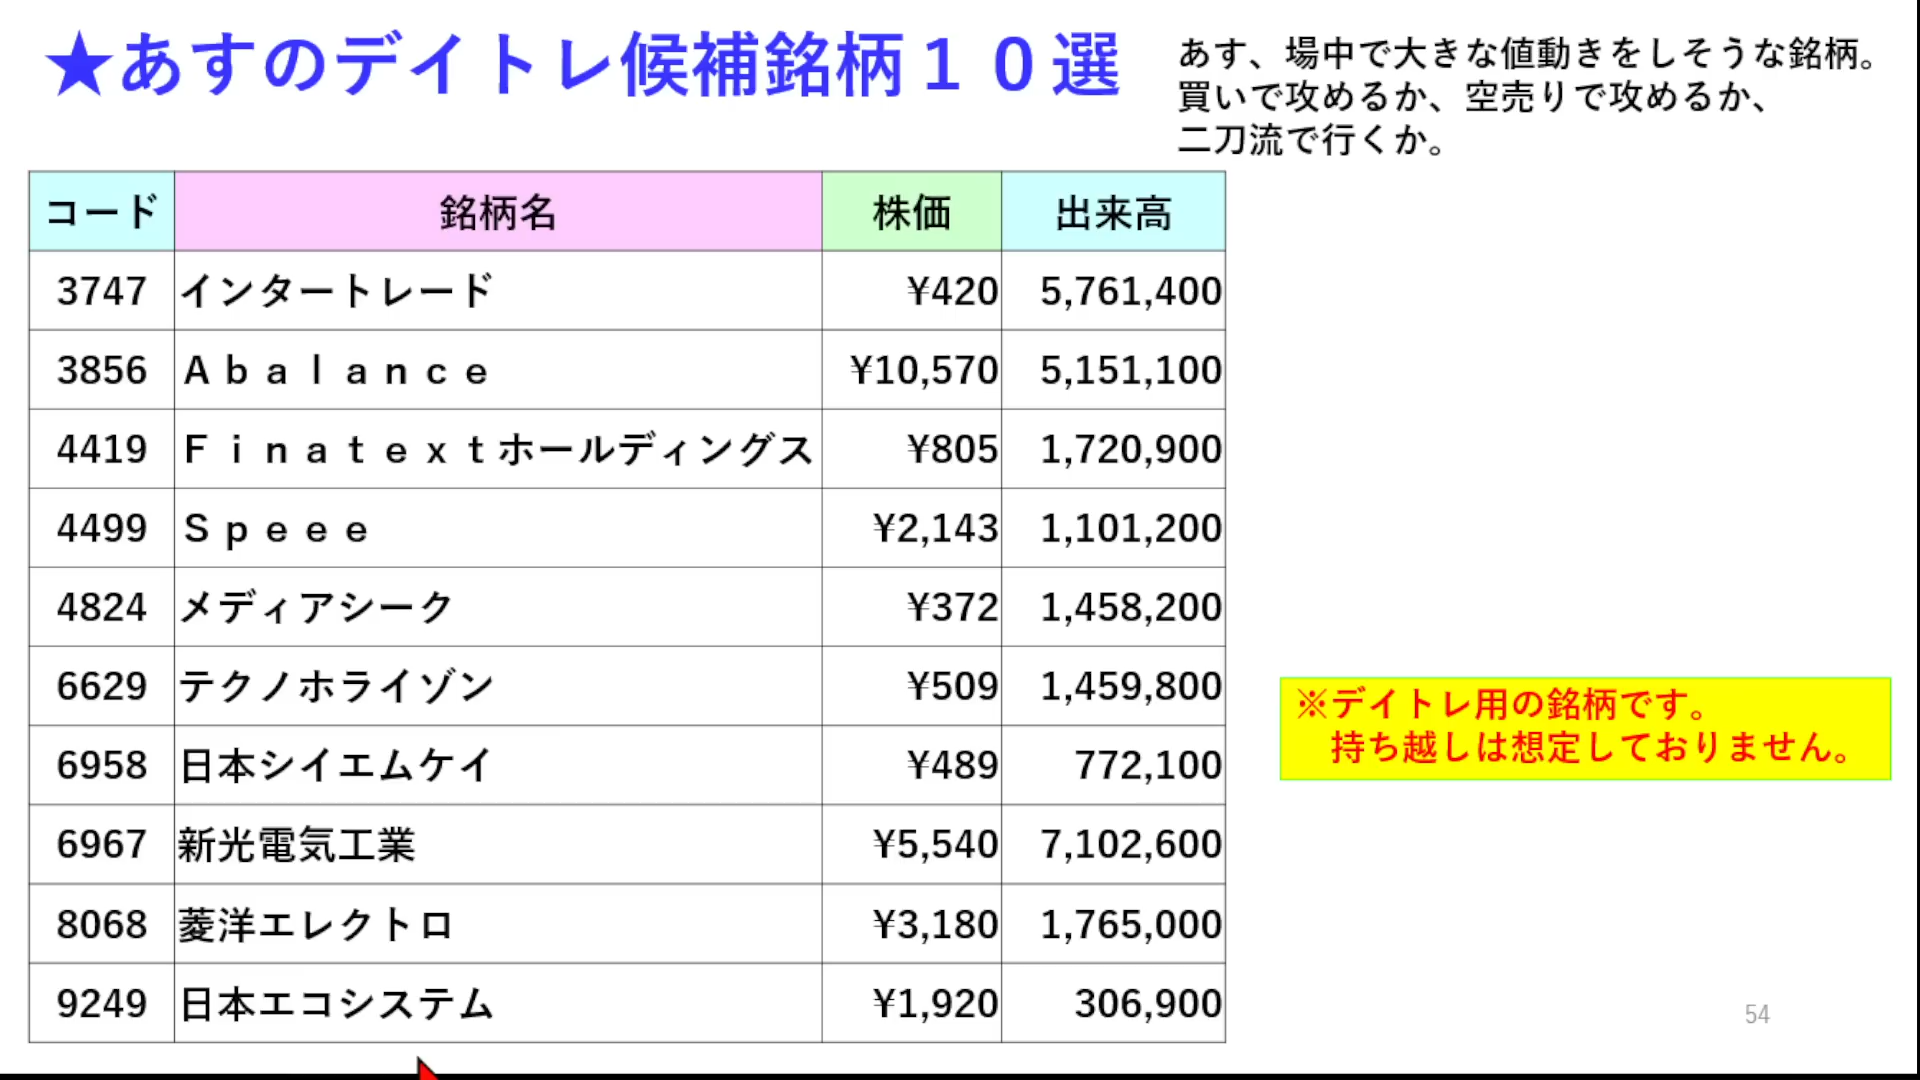 ★あすのデイトレ候補銘柄１０選
あす、場中で大きな値動きをしそうな銘柄。
買いで攻めるか、空売りで攻めるか、
二刀流で行くか。
コード 銘柄名 株価 出来高
3747 インタートレード ¥420 5,761,400
3856 Ａｂａｌａｎｃｅ ¥10,570 5,151,100
4419 Ｆｉｎａｔｅｘｔホールディングス ¥805 1,720,900
4499 Ｓｐｅｅｅ ¥2,143 1,101,200
4824 メディアシーク ¥372 1,458,200
6629 テクノホライゾン ¥509 1,459,800
6958 日本シイエムケイ ¥489 772,100
6967 新光電気工業 ¥5,540 7,102,600
8068 菱洋エレクトロ ¥3,180 1,765,000
9249 日本エコシステム ¥1,920 306,900
※デイトレ用の銘柄です。
持ち越しは想定しておりません。
54